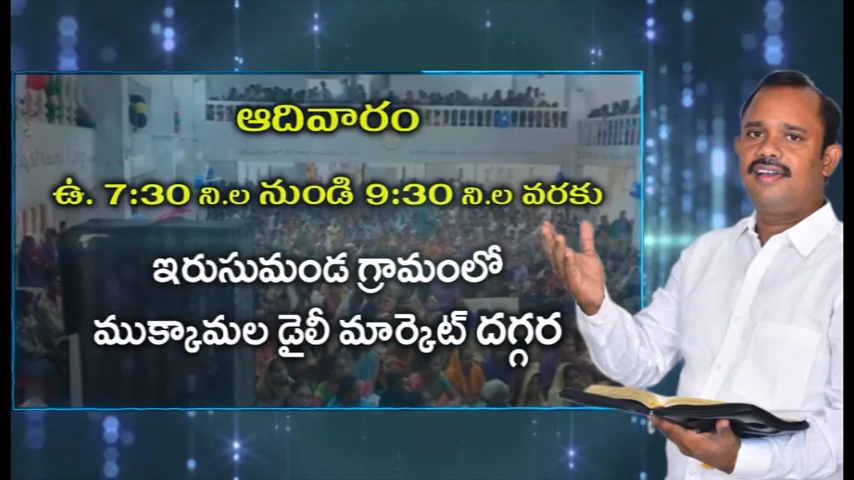 ఆదివారం
ఉ. 7:30 ని.ల నుండి 9:30 ని.ల వరకు
ఇరుసుమండ గ్రామంలో
ముక్కామల డైలీ మార్కెట్ దగ్గర